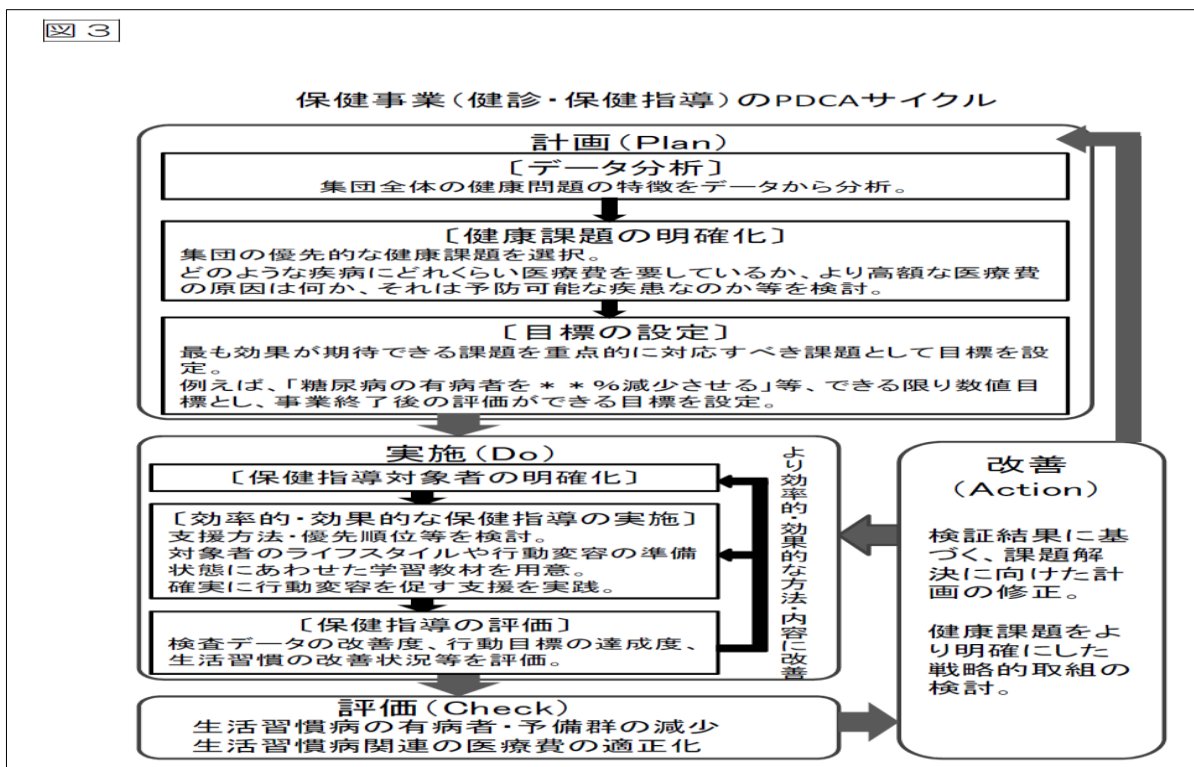 図３
保健事業(健診・保健指導)のPDCAサイクル
計画(Plan)
〔データ分析〕
集団全体の健康問題の特徴をデータから分析。
〔健康課題の明確化〕
集団の優先的な健康課題を選択。
どのような疾病にどれくらい医療費を要しているか、より高額な医療費
の原因は何か、それは予防可能な疾患なのか等を検討。
〔目標の設定〕
最も効果が期待できる課題を重点的に対応すべき課題として目標を設
定。
例えば、「糖尿病の有病者を＊＊%減少させる」等、できる限り数値目
標とし、事業終了後の評価ができる目標を設定。
実施(Do)
〔保健指導対象者の明確化〕
〔効率的・効果的な保健指導の実施〕
支援方法・優先順位等を検討。
対象者のライフスタイルや行動変容の準備
状態にあわせた学習教材を用意。
確実に行動変容を促す支援を実践。
〔保健指導の評価〕
検査データの改善度、行動目標の達成度、
生活習慣の改善状況等を評価。
より効率的・効果的な方法・内容に改善
評価(Check)
生活習慣病の有病者・予備群の減少
生活習慣病関連の医療費の適正化
改善
(Action)
検証結果に基
づく、課題解
決に向けた計
画の修正。
健康課題をよ
り明確にした
戦略的取組の
検討。